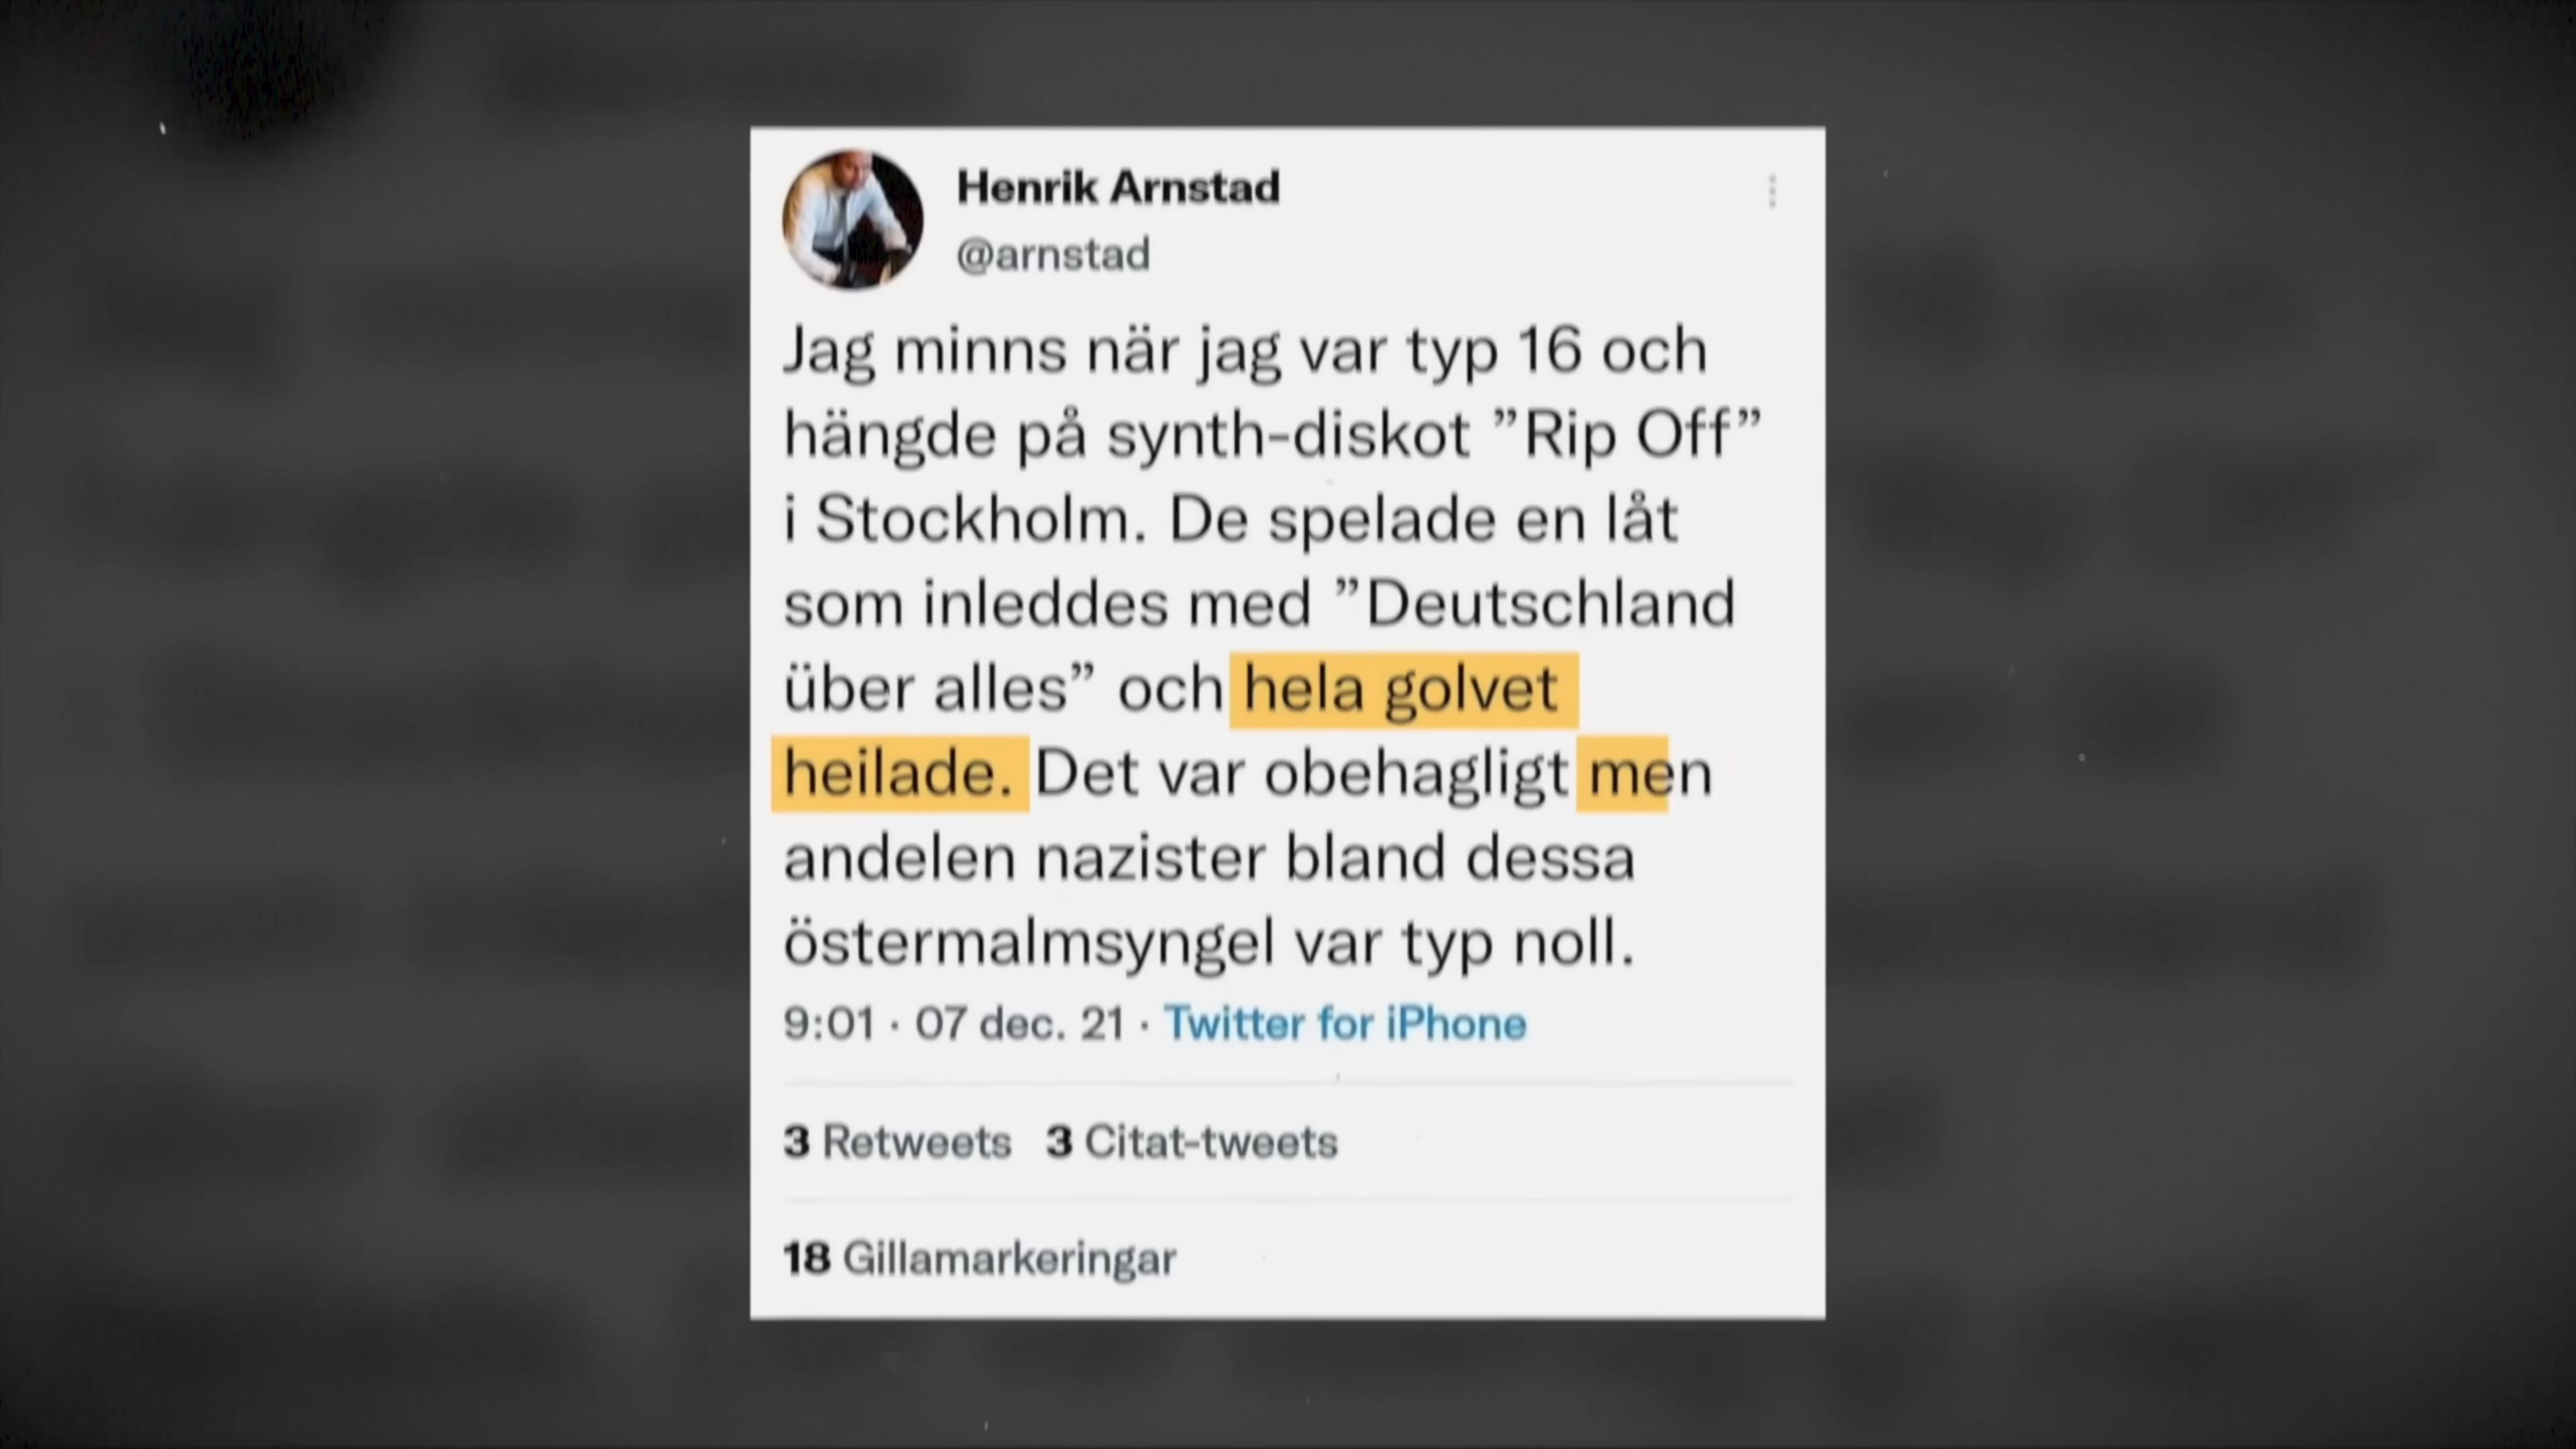 Henrik Arnstad
@arnstad
Jag minns när jag var typ 16 och
hängde på synth-diskot ”Rip Off”
i Stockholm. De spelade en låt
som inleddes med ”Deutschland
über alles” och hela golvet
heilade. Det var obehagligt men
andelen nazister bland dessa
östermalmsyngel var typ noll.
9:01 · 07 dec. 21 · Twitter for iPhone
3 Retweets 3 Citat-tweets
18 Gillamarkeringar